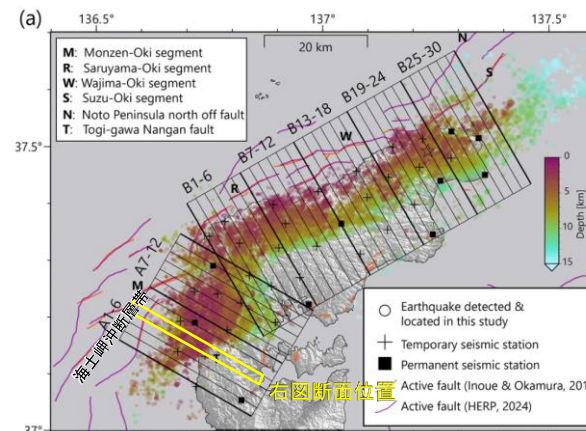 (a)
136.5°
137°
137.5°
20 km
M: Monzen-Oki segment
R: Saruyama-Oki segment
W: Wajima-Oki segment
S: Suzu-Oki segment
N: Noto Peninsula north off fault
T: Togi-gawa Nangan fault
N
S
B25-30
B19-24
B13-18
B7-12
B1-6
W
R
37.5°
Depth [km]
0
5
10
15
A7-12
M
A1-6
海士岬沖断層帯
右図断面位置
Earthquake detected &
located in this study
Temporary seismic station
Permanent seismic station
Active fault (Inoue & Okamura, 201
Active fault (HERP, 2024)
37°